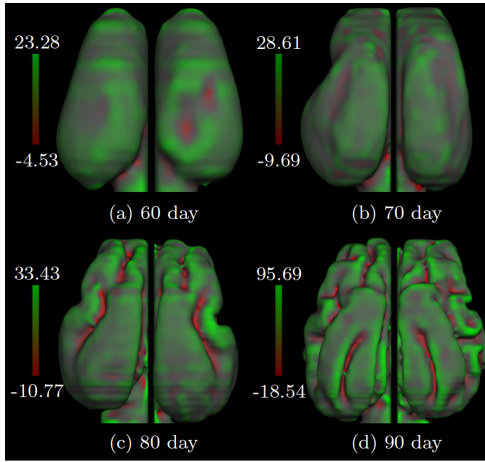 23.28
-4.53
28.61
-9.69
(a) 60 day
(b) 70 day
33.43
-10.77
95.69
-18.54
(c) 80 day
(d) 90 day